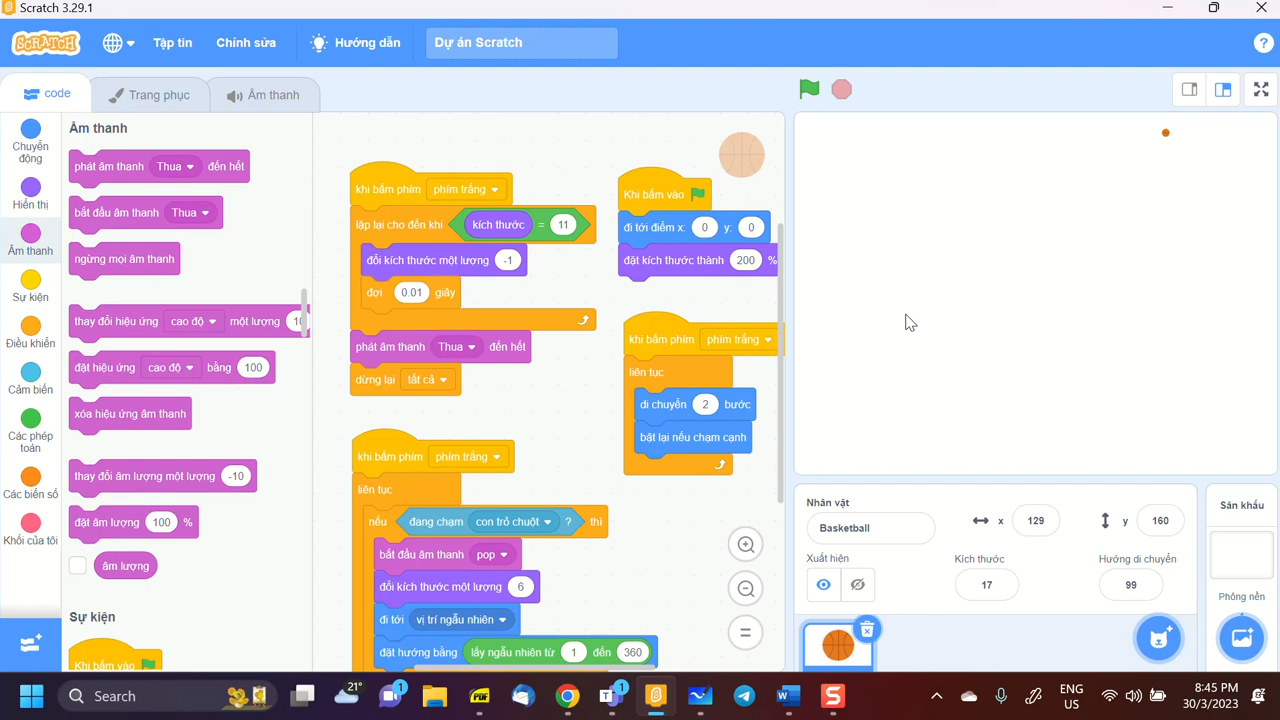 Scratch 3.29.1
SCRATCH
Tập tin
Chỉnh sửa
Hướng dẫn
Dự án Scratch
?
code
Trang phục
Âm thanh
Chuyển động
Hiển thị
Âm thanh
Sự kiện
Điều khiển
Cảm biến
Các phép toán
Các biến số
Khối của tôi
Âm thanh
phát âm thanh Thua đến hết
bắt đầu âm thanh Thua
ngừng mọi âm thanh
thay đổi hiệu ứng cao độ một lượng 10
đặt hiệu ứng cao độ bằng 100
xóa hiệu ứng âm thanh
thay đổi âm lượng một lượng -10
đặt âm lượng 100 %
âm lượng
Sự kiện
Khi bấm vào
khi bấm phím phím trắng
lặp lại cho đến khi kích thước = 11
đổi kích thước một lượng -1
đợi 0.01 giây
phát âm thanh Thua đến hết
dừng lại tất cả
khi bấm phím phím trắng
liên tục
nếu đang chạm con trỏ chuột ? thì
bắt đầu âm thanh pop
đổi kích thước một lượng 6
đi tới vị trí ngẫu nhiên
đặt hướng bằng lấy ngẫu nhiên từ 1 đến 360
Khi bấm vào
đi tới điểm x: 0 y: 0
đặt kích thước thành 200 %
khi bấm phím phím trắng
liên tục
di chuyển 2 bước
bật lại nếu chạm cạnh
Nhân vật
Basketball
x 129
y 160
Xuất hiện
Kích thước
17
Hướng di chuyển
99
Sân khấu
Phông nền
Search
21°
1
PDF
1
ENG
US
8:45 PM
30/3/2023